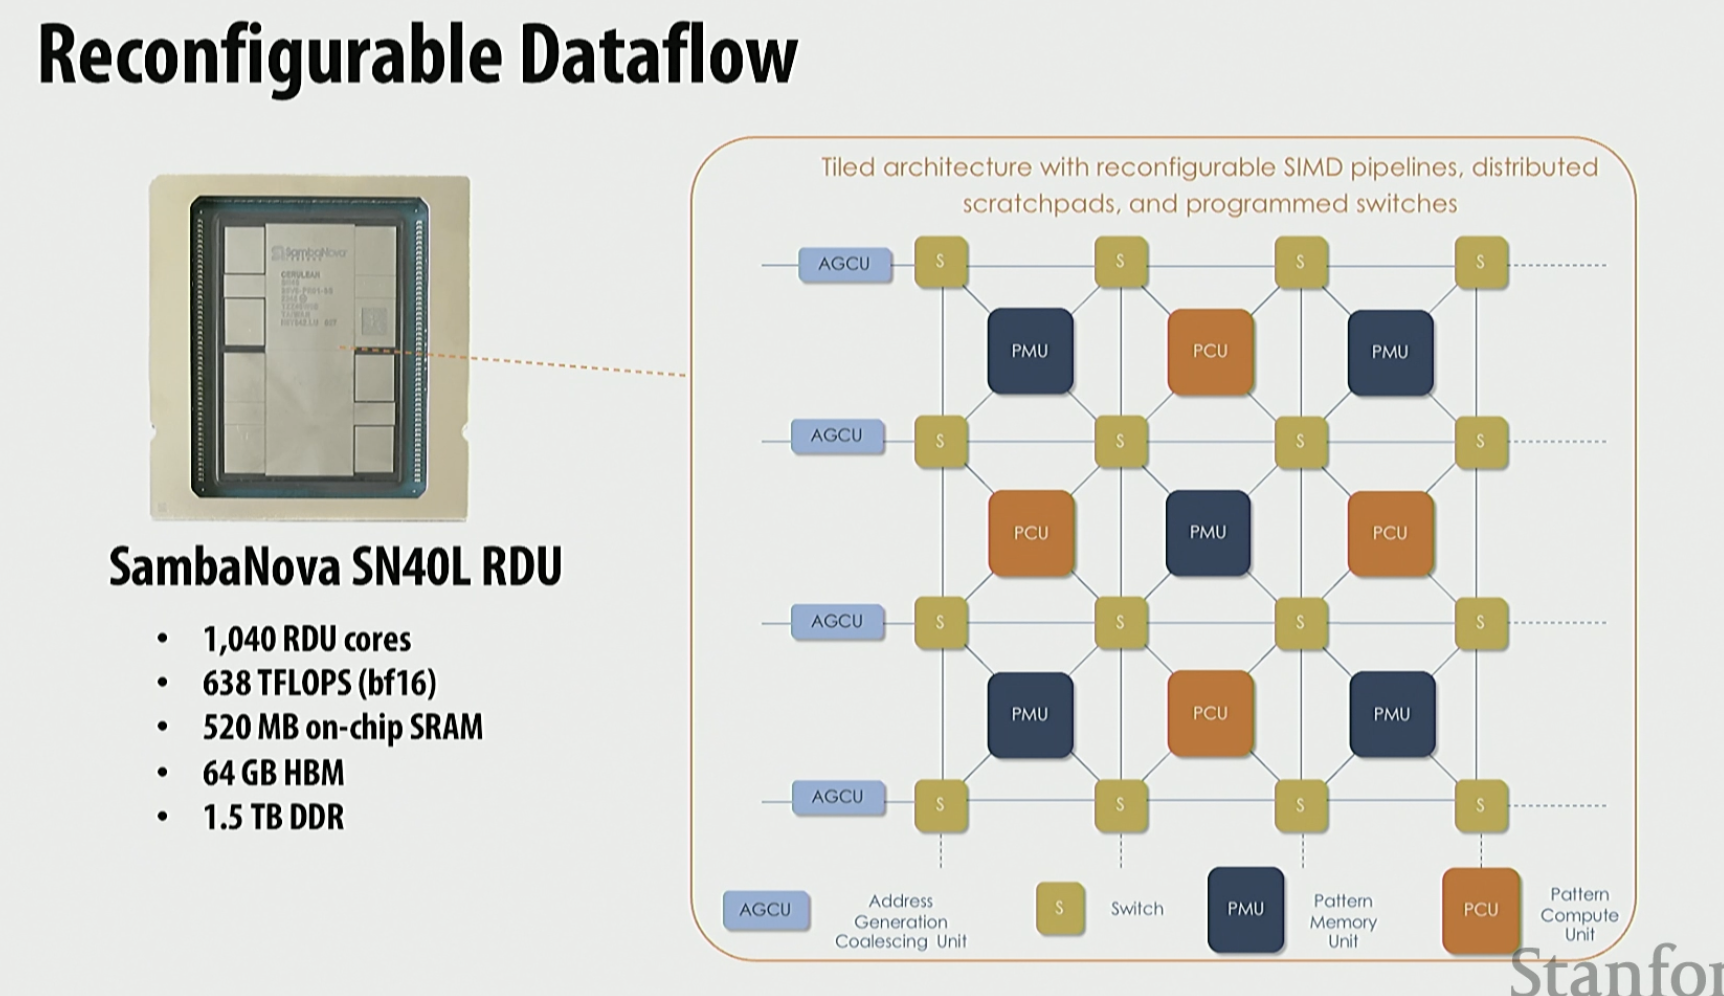 Reconfigurable Dataflow
SambaNova
SambaNova SN40L RDU
• 1,040 RDU cores
• 638 TFLOPS (bf16)
• 520 MB on-chip SRAM
• 64 GB HBM
• 1.5 TB DDR
Tiled architecture with reconfigurable SIMD pipelines, distributed
scratchpads, and programmed switches
AGCU S S S S
PMU PCU PMU
AGCU S S S S
PCU PMU PCU
AGCU S S S S
PMU PCU PMU
AGCU S S S S
AGCU
Address
Generation
Coalescing Unit
S
Switch
PMU
Pattern
Memory
Unit
PCU
Pattern
Compute
Unit
Stanfor